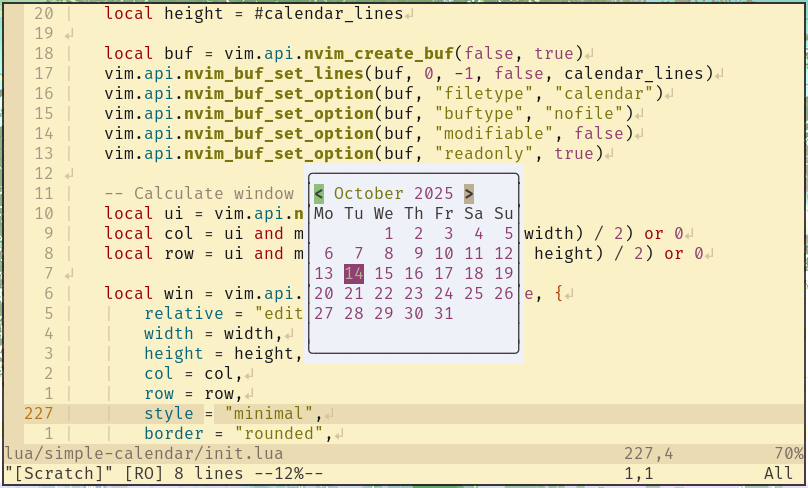 20 local height = #calendar_lines↲
19 ↲
18 local buf = vim.api.nvim_create_buf(false, true)↲
17 vim.api.nvim_buf_set_lines(buf, 0, -1, false, calendar_lines)↲
16 vim.api.nvim_buf_set_option(buf, "filetype", "calendar")↲
15 vim.api.nvim_buf_set_option(buf, "buftype", "nofile")↲
14 vim.api.nvim_buf_set_option(buf, "modifiable", false)↲
13 vim.api.nvim_buf_set_option(buf, "readonly", true)↲
12 ↲
11 -- Calculate window
10 local ui = vim.api.n
9 local col = ui and m width) / 2) or 0↲
8 local row = ui and m height) / 2) or 0↲
7 ↲
6 local win = vim.api. e, {↲
5 relative = "edit
4 width = width,↲
3 height = height,
2 col = col,↲
1 row = row,↲
227 style = "minimal",↲
1 border = "rounded",↲
< October 2025 >
Mo Tu We Th Fr Sa Su
1 2 3 4 5
6 7 8 9 10 11 12
13 14 15 16 17 18 19
20 21 22 23 24 25 26
27 28 29 30 31
lua/simple-calendar/init.lua 227,4 70%
"[Scratch]" [RO] 8 lines --12%-- 1,1 All